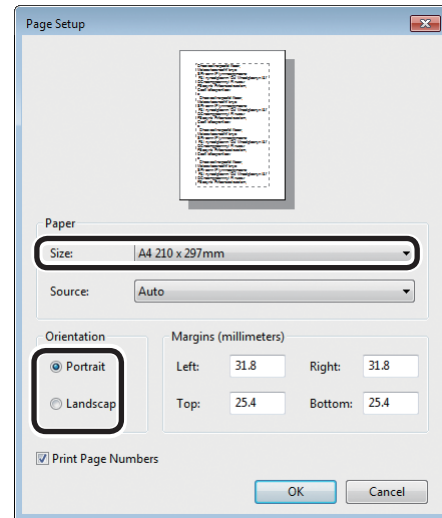 Page Setup
Paper
Size: A4 210 x 297mm
Source: Auto
Orientation
Portrait
Landscap
Margins (millimeters)
Left: 31.8 Right: 31.8
Top: 25.4 Bottom: 25.4
Print Page Numbers
OK Cancel